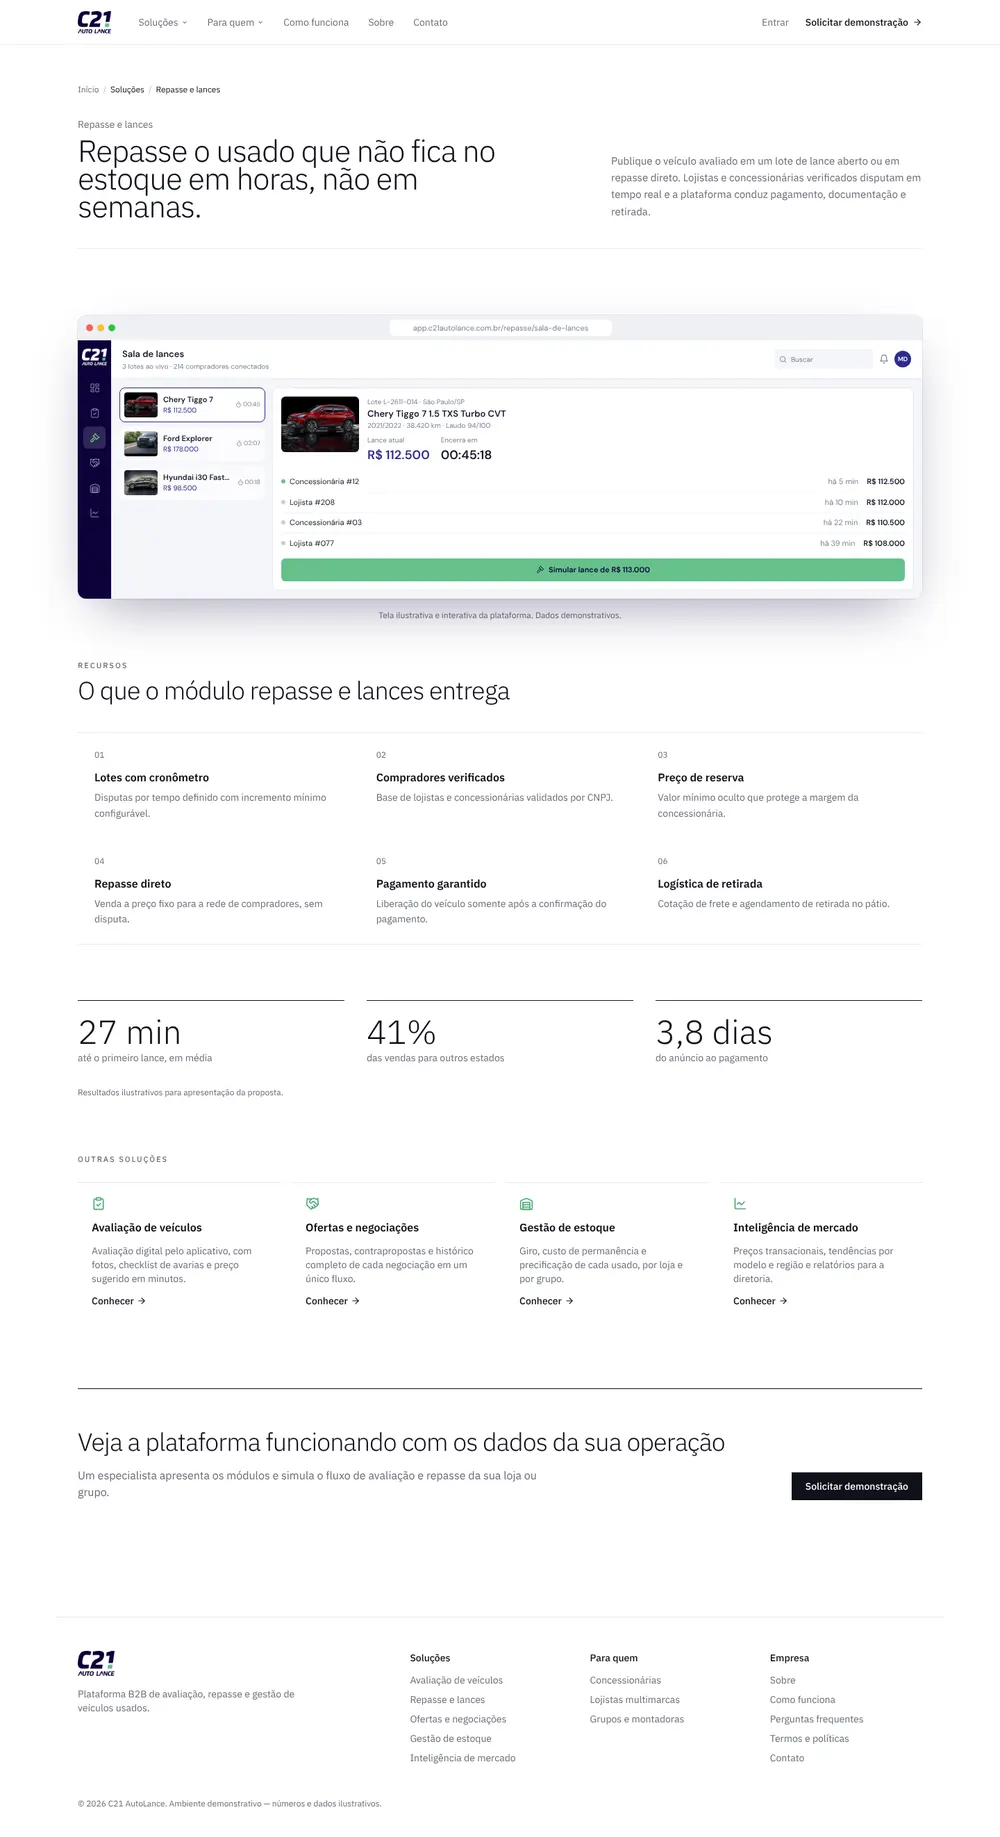 C21
AUTO LANCE
Soluções
Para quem
Como funciona
Sobre
Contato
Entrar
Solicitar demonstração →
Início / Soluções / Repasse e lances
Repasse e lances
Repasse o usado que não fica no
estoque em horas, não em
semanas.
Publique o veículo avaliado em um lote de lance aberto ou em
repasse direto. Lojistas e concessionárias verificados disputam em
tempo real e a plataforma conduz pagamento, documentação e
retirada.
app.c21autolance.com.br/repasse/sala-de-lances
C21
AUTO LANCE
Sala de lances
3 lotes ao vivo · 214 compradores conectados
Buscar
MD
Chery Tiggo 7
R$ 112.500
00:45
Ford Explorer
R$ 178.000
02:07
Hyundai i30 Fast...
R$ 98.500
00:18
Lote L-2611-014 · São Paulo/SP
Chery Tiggo 7 1.5 TXS Turbo CVT
2021/2022 · 38.420 km · Laudo 94/100
Lance atual
R$ 112.500
Encerra em
00:45:18
Concessionária #12 há 5 min R$ 112.500
Lojista #208 há 10 min R$ 112.000
Concessionária #03 há 22 min R$ 110.500
Lojista #077 há 39 min R$ 108.000
Simular lance de R$ 113.000
Tela ilustrativa e interativa da plataforma. Dados demonstrativos.
RECURSOS
O que o módulo repasse e lances entrega
01
Lotes com cronômetro
Disputas por tempo definido com incremento mínimo
configurável.
02
Compradores verificados
Base de lojistas e concessionárias validados por CNPJ.
03
Preço de reserva
Valor mínimo oculto que protege a margem da
concessionária.
04
Repasse direto
Venda a preço fixo para a rede de compradores, sem
disputa.
05
Pagamento garantido
Liberação do veículo somente após a confirmação do
pagamento.
06
Logística de retirada
Cotação de frete e agendamento de retirada no pátio.
27 min
até o primeiro lance, em média
41%
das vendas para outros estados
3,8 dias
do anúncio ao pagamento
Resultados ilustrativos para apresentação da proposta.
OUTRAS SOLUÇÕES
Avaliação de veículos
Avaliação digital pelo aplicativo, com
fotos, checklist de avarias e preço
sugerido em minutos.
Conhecer →
Ofertas e negociações
Propostas, contrapropostas e histórico
completo de cada negociação em um
único fluxo.
Conhecer →
Gestão de estoque
Giro, custo de permanência e
precificação de cada usado, por loja e
por grupo.
Conhecer →
Inteligência de mercado
Preços transacionais, tendências por
modelo e região e relatórios para a
diretoria.
Conhecer →
Veja a plataforma funcionando com os dados da sua operação
Um especialista apresenta os módulos e simula o fluxo de avaliação e repasse da sua loja ou
grupo.
Solicitar demonstração
C21
AUTO LANCE
Plataforma B2B de avaliação, repasse e gestão de
veículos usados.
Soluções
Avaliação de veículos
Repasse e lances
Ofertas e negociações
Gestão de estoque
Inteligência de mercado
Para quem
Concessionárias
Lojistas multimarcas
Grupos e montadoras
Empresa
Sobre
Como funciona
Perguntas frequentes
Termos e políticas
Contato
© 2026 C21 AutoLance. Ambiente demonstrativo — números e dados ilustrativos.